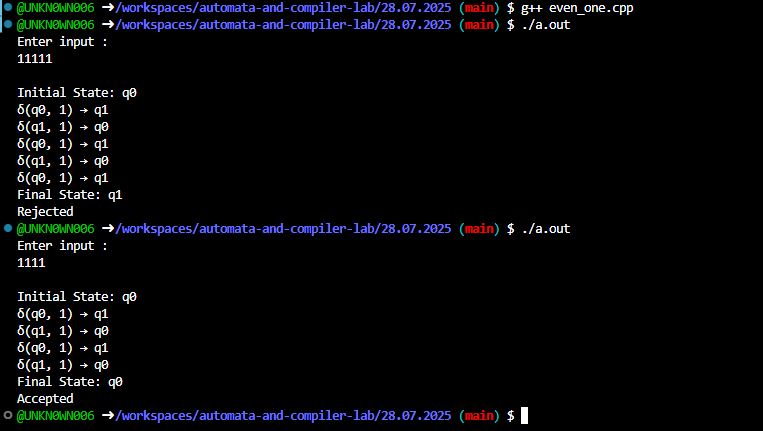 @UNKN0WN006 ➜/workspaces/automata-and-compiler-lab/28.07.2025 (main) $ g++ even_one.cpp
@UNKN0WN006 ➜/workspaces/automata-and-compiler-lab/28.07.2025 (main) $ ./a.out
Enter input :
11111

Initial State: q0
δ(q0, 1) → q1
δ(q1, 1) → q0
δ(q0, 1) → q1
δ(q1, 1) → q0
δ(q0, 1) → q1
Final State: q1
Rejected
@UNKN0WN006 ➜/workspaces/automata-and-compiler-lab/28.07.2025 (main) $ ./a.out
Enter input :
1111

Initial State: q0
δ(q0, 1) → q1
δ(q1, 1) → q0
δ(q0, 1) → q1
δ(q1, 1) → q0
Final State: q0
Accepted
@UNKN0WN006 ➜/workspaces/automata-and-compiler-lab/28.07.2025 (main) $